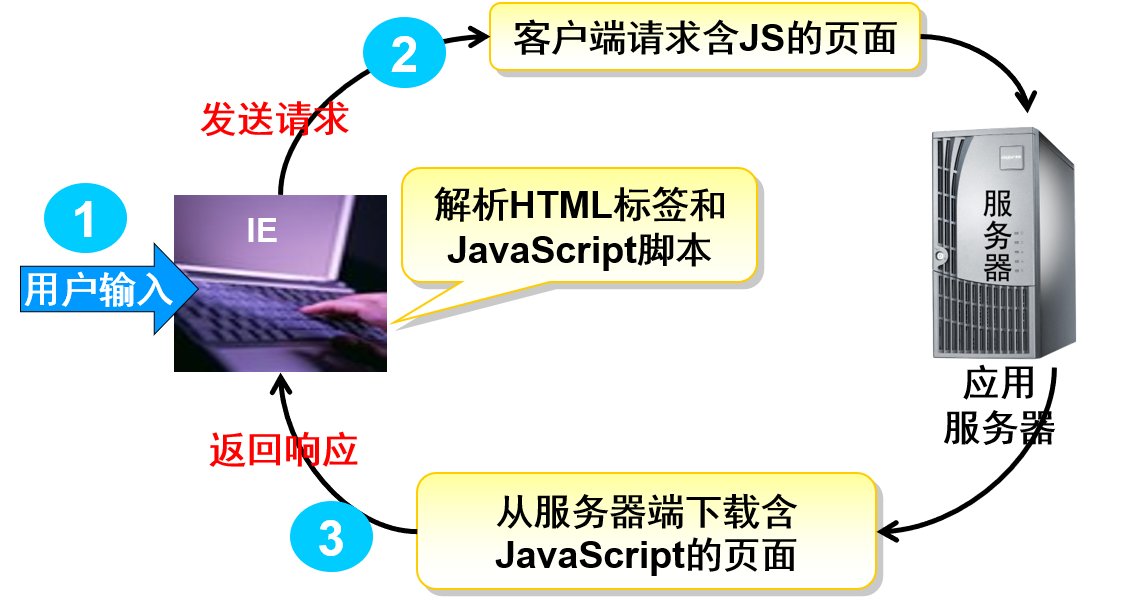 2
客户端请求含JS的页面
发送请求
1
用户输入
IE
解析HTML标签和
JavaScript脚本
服
务
器
应用
服务器
返回响应
3
从服务器端下载含
JavaScript的页面